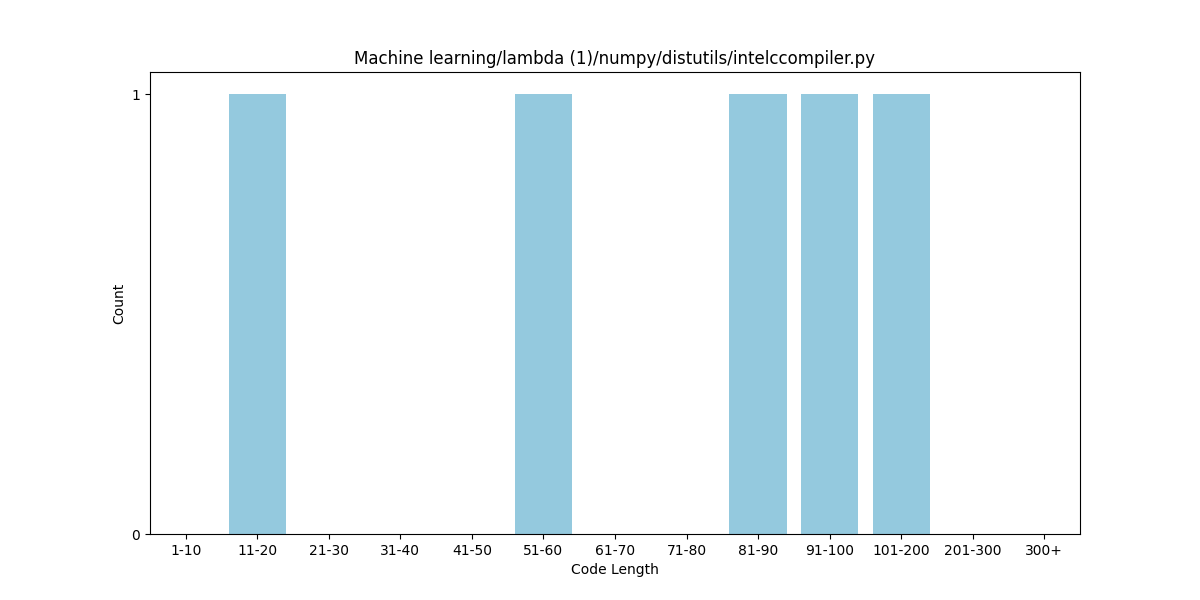 Machine learning/lambda (1)/numpy/distutils/intelccompiler.py
1
Count
0
1-10 11-20 21-30 31-40 41-50 51-60 61-70 71-80 81-90 91-100 101-200 201-300 300+
Code Length